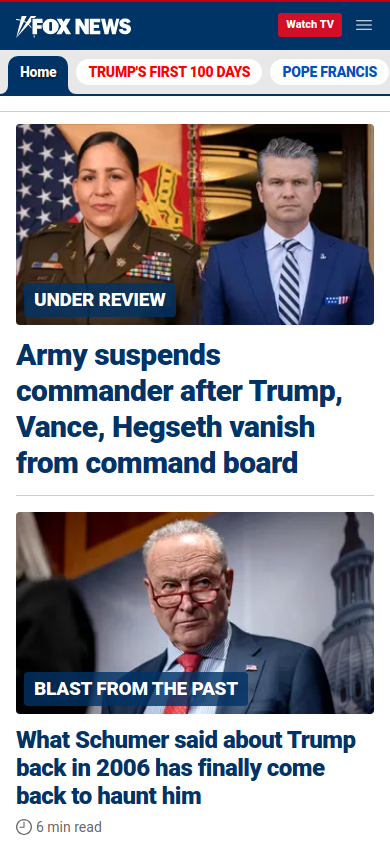 FOX NEWS
Watch TV
Home
TRUMP'S FIRST 100 DAYS
POPE FRANCIS
UNDER REVIEW
Army suspends
commander after Trump,
Vance, Hegseth vanish
from command board
BLAST FROM THE PAST
What Schumer said about Trump
back in 2006 has finally come
back to haunt him
6 min read